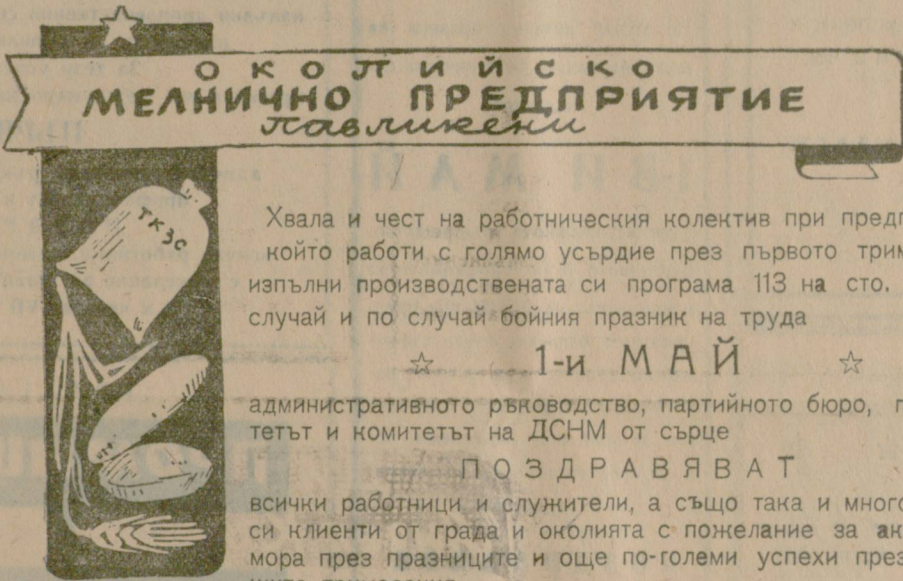 ОКОЛИЙСКО
МЕЛНИЧНО ПРЕДПРИЯТИЕ
павликени
ТКЗС
Хвала и чест на работническия колектив при
който работи с голямо усърдие през първото
изпълни производствената си програма 113 на сто.
случай и по случай бойния празник на труда
☆ 1-и МАЙ ☆
административното ръководство, партийното бюро,
тетът и комитетът на ДСНМ от сърце
ПОЗДРАВЯВАТ
всички работници и служители, а също така и
си клиенти от града и околията с пожелание за
мора през празниците и още по-големи успехи през